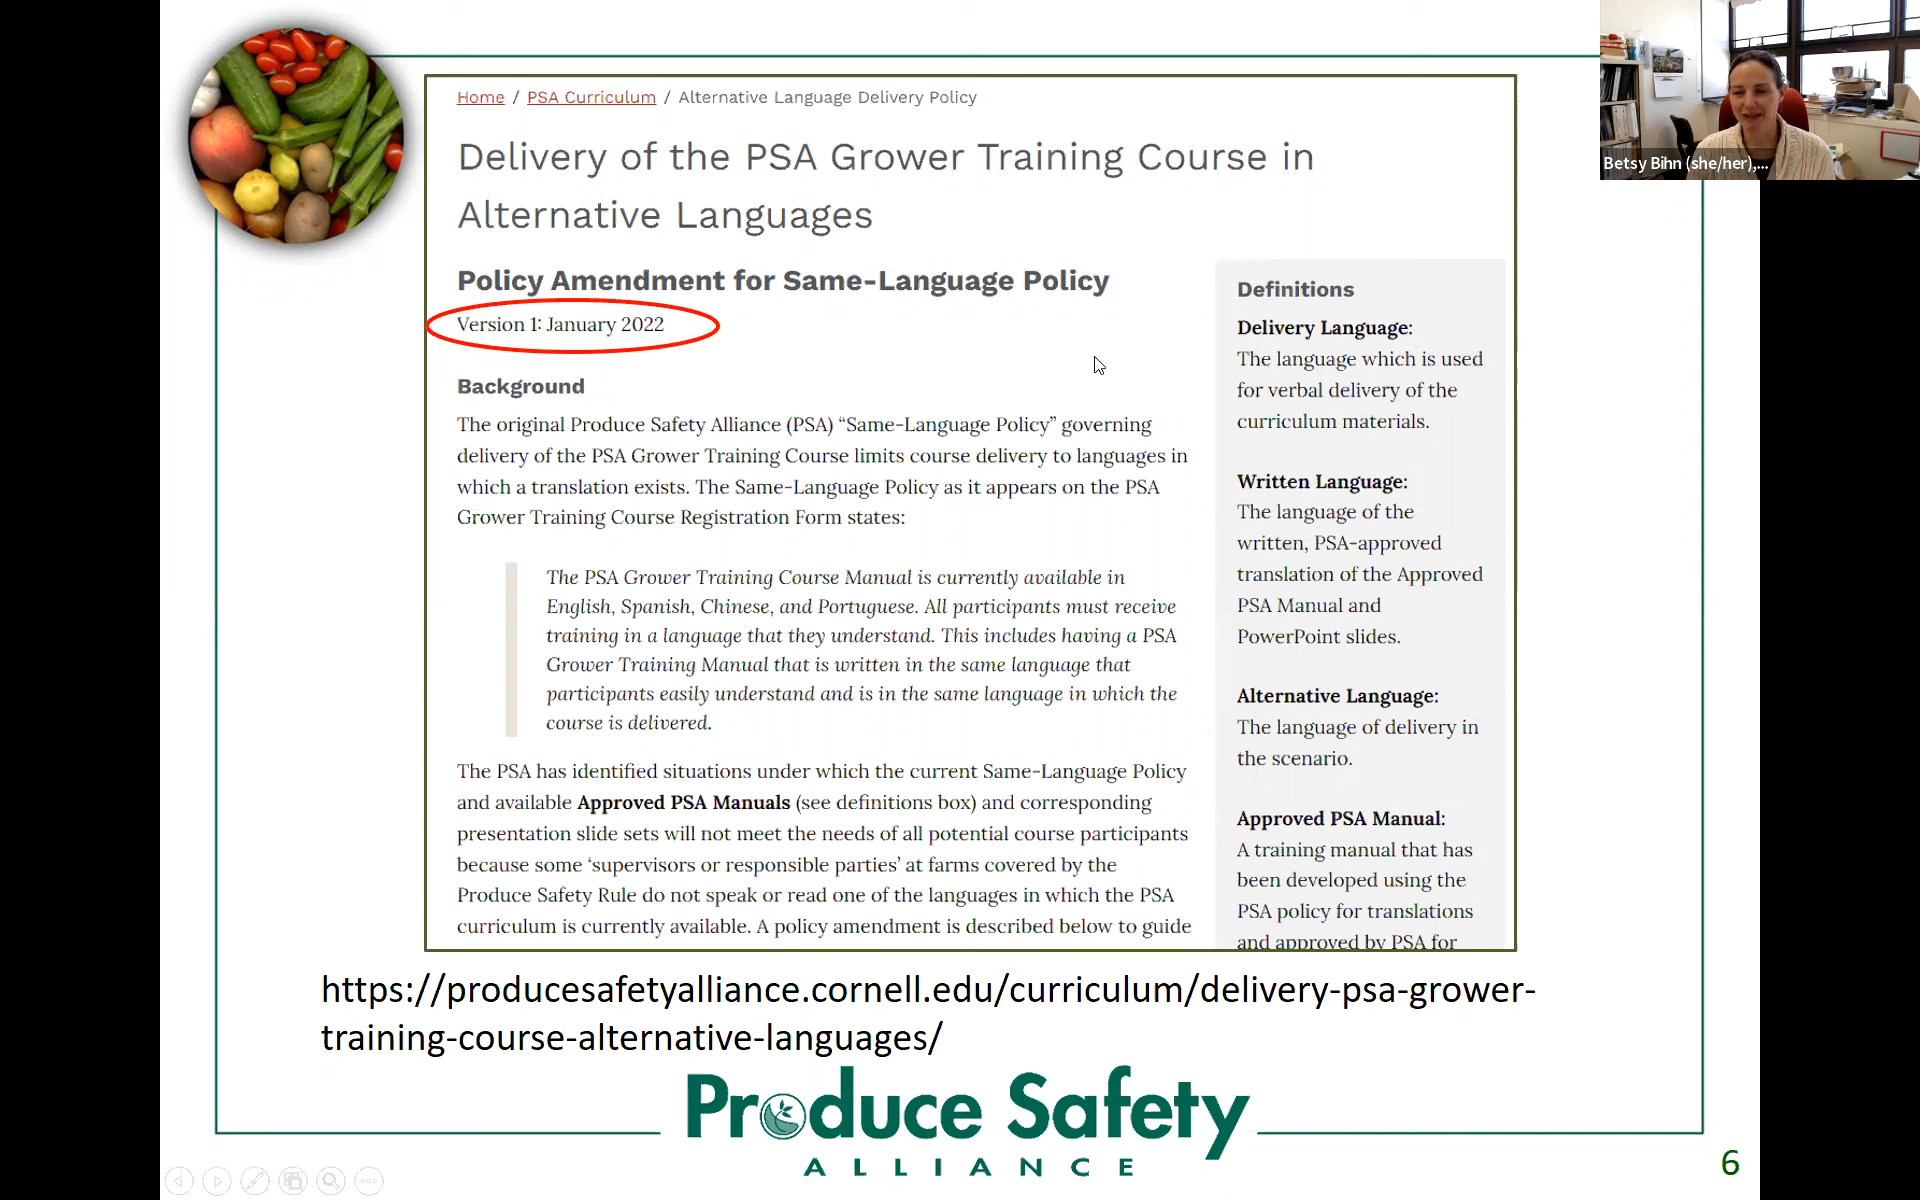 Home / PSA Curriculum / Alternative Language Delivery Policy
Delivery of the PSA Grower Training Course in
Alternative Languages
Policy Amendment for Same-Language Policy
Version 1: January 2022
Background
The original Produce Safety Alliance (PSA) “Same-Language Policy” governing
delivery of the PSA Grower Training Course limits course delivery to languages in
which a translation exists. The Same-Language Policy as it appears on the PSA
Grower Training Course Registration Form states:
The PSA Grower Training Course Manual is currently available in
English, Spanish, Chinese, and Portuguese. All participants must receive
training in a language that they understand. This includes having a PSA
Grower Training Manual that is written in the same language that
participants easily understand and is in the same language in which the
course is delivered.
The PSA has identified situations under which the current Same-Language Policy
and available Approved PSA Manuals (see definitions box) and corresponding
presentation slide sets will not meet the needs of all potential course participants
because some ‘supervisors or responsible parties’ at farms covered by the
Produce Safety Rule do not speak or read one of the languages in which the PSA
curriculum is currently available. A policy amendment is described below to guide
Definitions
Delivery Language:
The language which is used
for verbal delivery of the
curriculum materials.
Written Language:
The language of the
written, PSA-approved
translation of the Approved
PSA Manual and
PowerPoint slides.
Alternative Language:
The language of delivery in
the scenario.
Approved PSA Manual:
A training manual that has
been developed using the
PSA policy for translations
and approved by PSA for
https://producesafetyalliance.cornell.edu/curriculum/delivery-psa-grower-
training-course-alternative-languages/
Produce Safety
ALLIANCE
6
Betsy Bihn (she/her),...